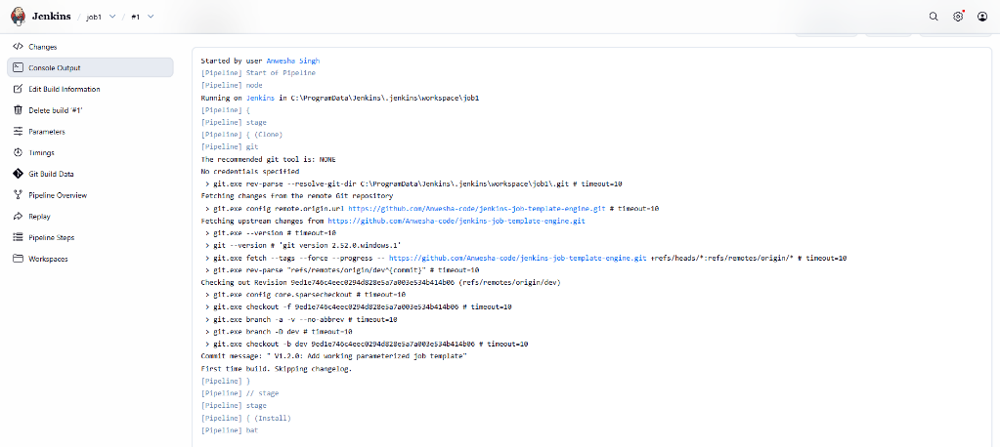 Jenkins / job1 / #1
Changes
Console Output
Edit Build Information
Delete build '#1'
Parameters
Timings
Git Build Data
Pipeline Overview
Replay
Pipeline Steps
Workspaces
Started by user Anwesha Singh
[Pipeline] Start of Pipeline
[Pipeline] node
Running on Jenkins in C:\ProgramData\Jenkins\.jenkins\workspace\job1
[Pipeline] {
[Pipeline] stage
[Pipeline] { (Clone)
[Pipeline] git
The recommended git tool is: NONE
No credentials specified
> git.exe rev-parse --resolve-git-dir C:\ProgramData\Jenkins\.jenkins\workspace\job1\.git # timeout=10
Fetching changes from the remote Git repository
> git.exe config remote.origin.url https://github.com/Anwesha-code/jenkins-job-template-engine.git # timeout=10
Fetching upstream changes from https://github.com/Anwesha-code/jenkins-job-template-engine.git
> git.exe --version # timeout=10
> git --version # 'git version 2.52.0.windows.1'
> git.exe fetch --tags --force --progress -- https://github.com/Anwesha-code/jenkins-job-template-engine.git +refs/heads/*:refs/remotes/origin/* # timeout=10
> git.exe rev-parse "refs/remotes/origin/dev^{commit}" # timeout=10
Checking out Revision 9ed1e746c4eec0294d828e5a7a003e534b414b06 (refs/remotes/origin/dev)
> git.exe config core.sparsecheckout # timeout=10
> git.exe checkout -f 9ed1e746c4eec0294d828e5a7a003e534b414b06 # timeout=10
> git.exe branch -a -v --no-abbrev # timeout=10
> git.exe branch -D dev # timeout=10
> git.exe checkout -b dev 9ed1e746c4eec0294d828e5a7a003e534b414b06 # timeout=10
Commit message: " V1.2.0: Add working parameterized job template"
First time build. Skipping changelog.
[Pipeline] }
[Pipeline] // stage
[Pipeline] stage
[Pipeline] { (Install)
[Pipeline] bat